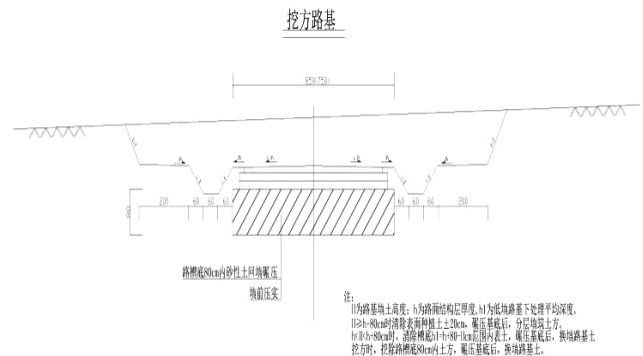 挖方路基
850(750)
200
60
60
60
60
60
60
200
路槽底80cm内砂性土回填碾压
填前压实
注:
H为路基填土高度;h为路面结构层厚度,h1为低填路基下处理平均深度。
H≥h+80cm时清除表面种植土±20cm,碾压基底后,分层填筑土方。
h<H<h+80cm时,清除槽底h1=h+80-Hcm范围内表土,碾压基底后,换填路基土
挖方时,挖除路槽底80cm内土方,碾压基底后,换填路基土。